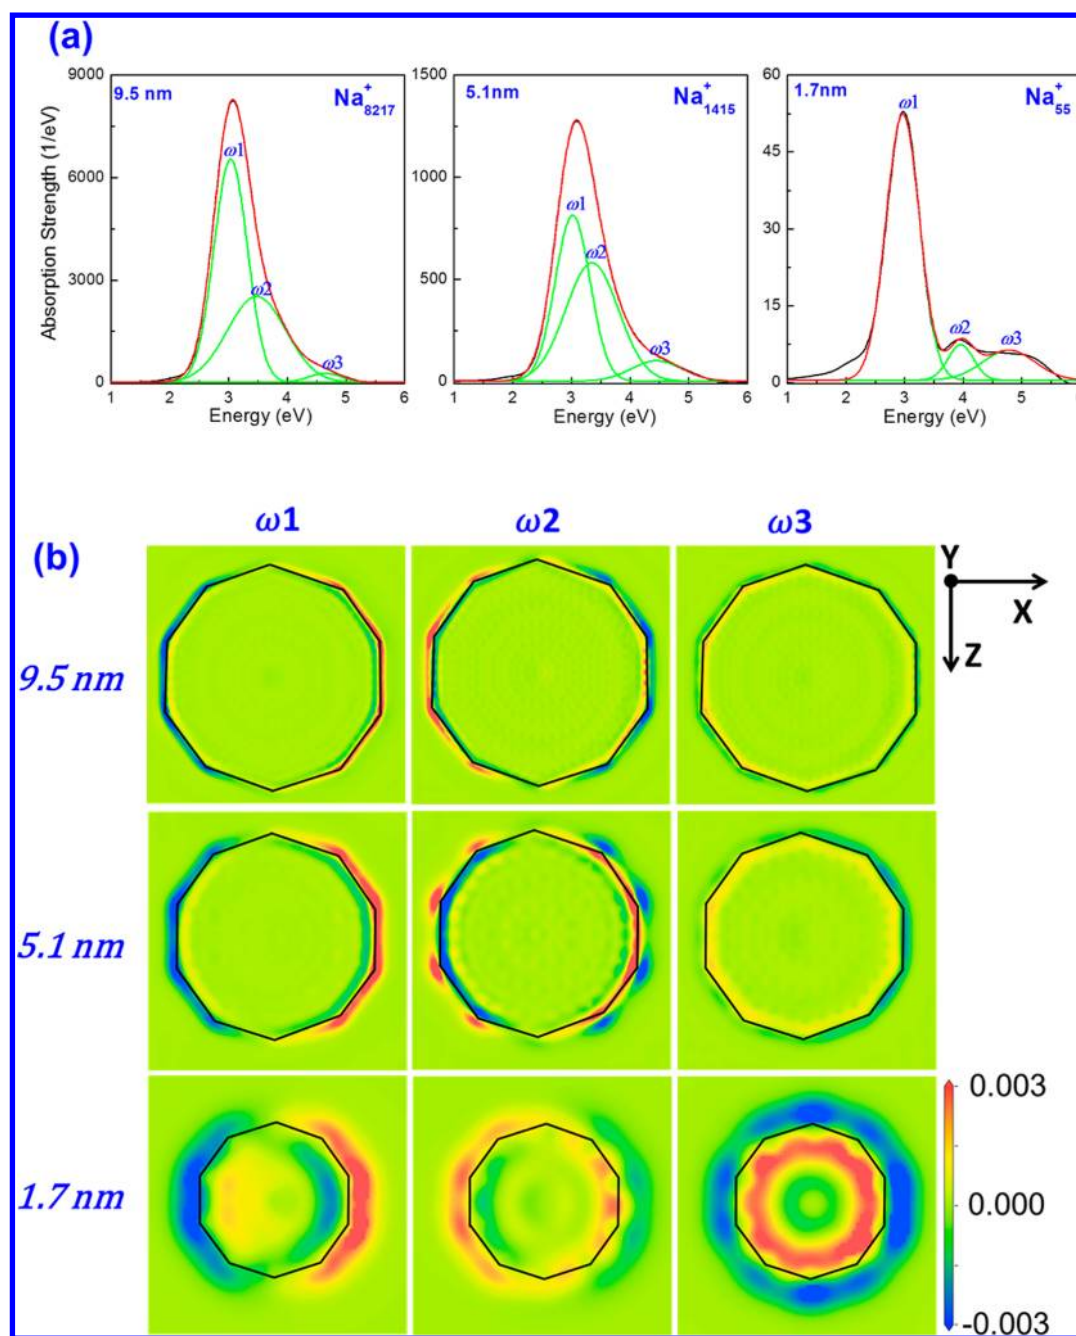 (a)
9.5 nm Na⁺₈₂₁₇
5.1nm Na⁺₁₄₁₅
1.7nm Na⁺₅₅
Absorption Strength (1/eV)
9000
6000
3000
0
ω1
ω2
ω3
1 2 3 4 5 6
Energy (eV)
1500
1000
500
0
ω1
ω2
ω3
1 2 3 4 5 6
Energy (eV)
60
45
30
15
0
ω1
ω2
ω3
1 2 3 4 5
Energy (eV)
(b)
ω1 ω2 ω3
Y
X
Z
9.5 nm
5.1 nm
1.7 nm
0.003
0.000
-0.003